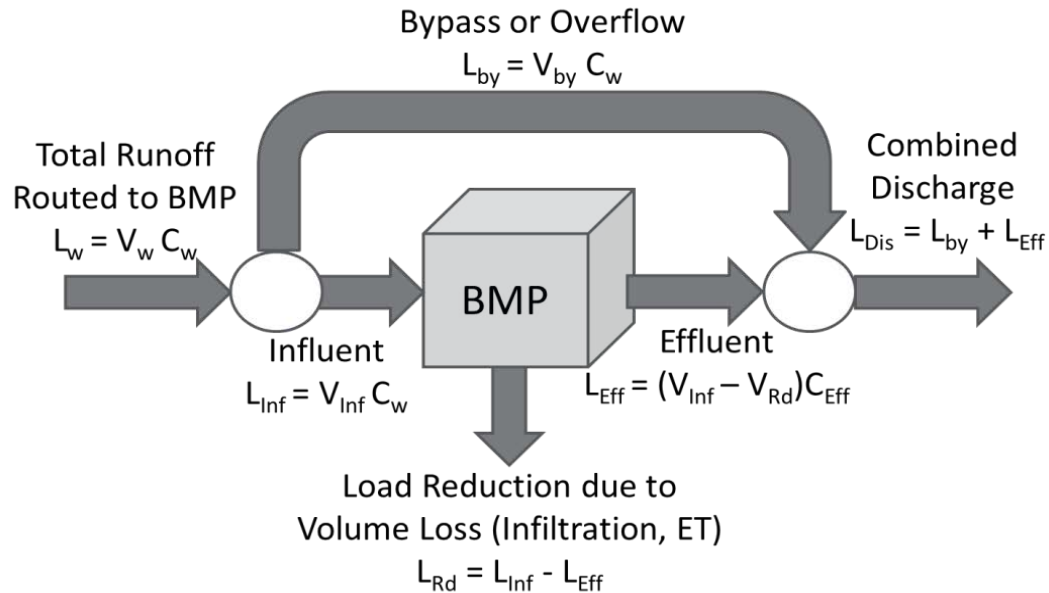 Bypass or Overflow
L_by = V_by C_w
Total Runoff
Routed to BMP
L_w = V_w C_w
Combined
Discharge
L_Dis = L_by + L_Eff
BMP
Influent
L_Inf = V_Inf C_w
Effluent
L_Eff = (V_Inf – V_Rd)C_Eff
Load Reduction due to
Volume Loss (Infiltration, ET)
L_Rd = L_Inf - L_Eff